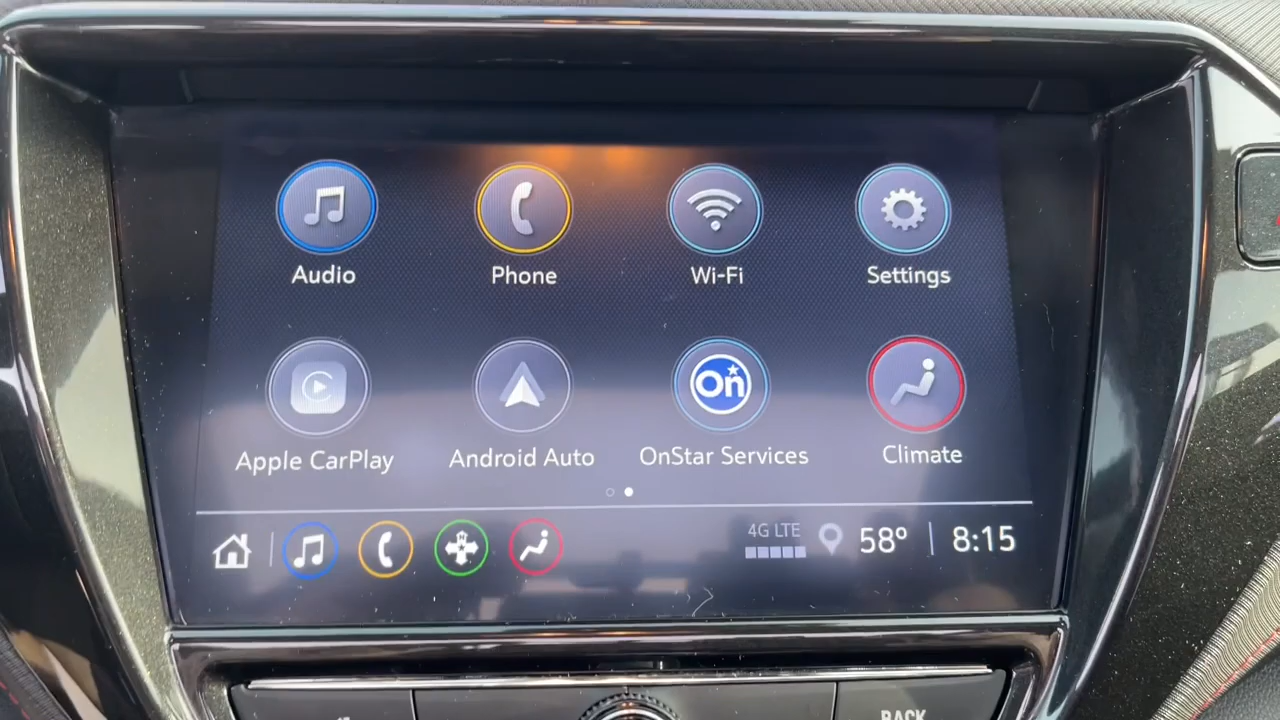 Audio
Phone
Wi-Fi
Settings
Apple CarPlay
Android Auto
On
OnStar Services
Climate
4G LTE
58°
8:15
BACK